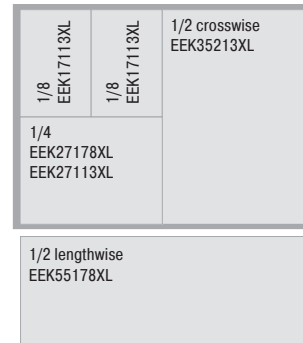 1/8
EEK17113XL
1/8
EEK17113XL
1/2 crosswise
EEK35213XL
1/4
EEK27178XL
EEK27113XL
1/2 lengthwise
EEK55178XL